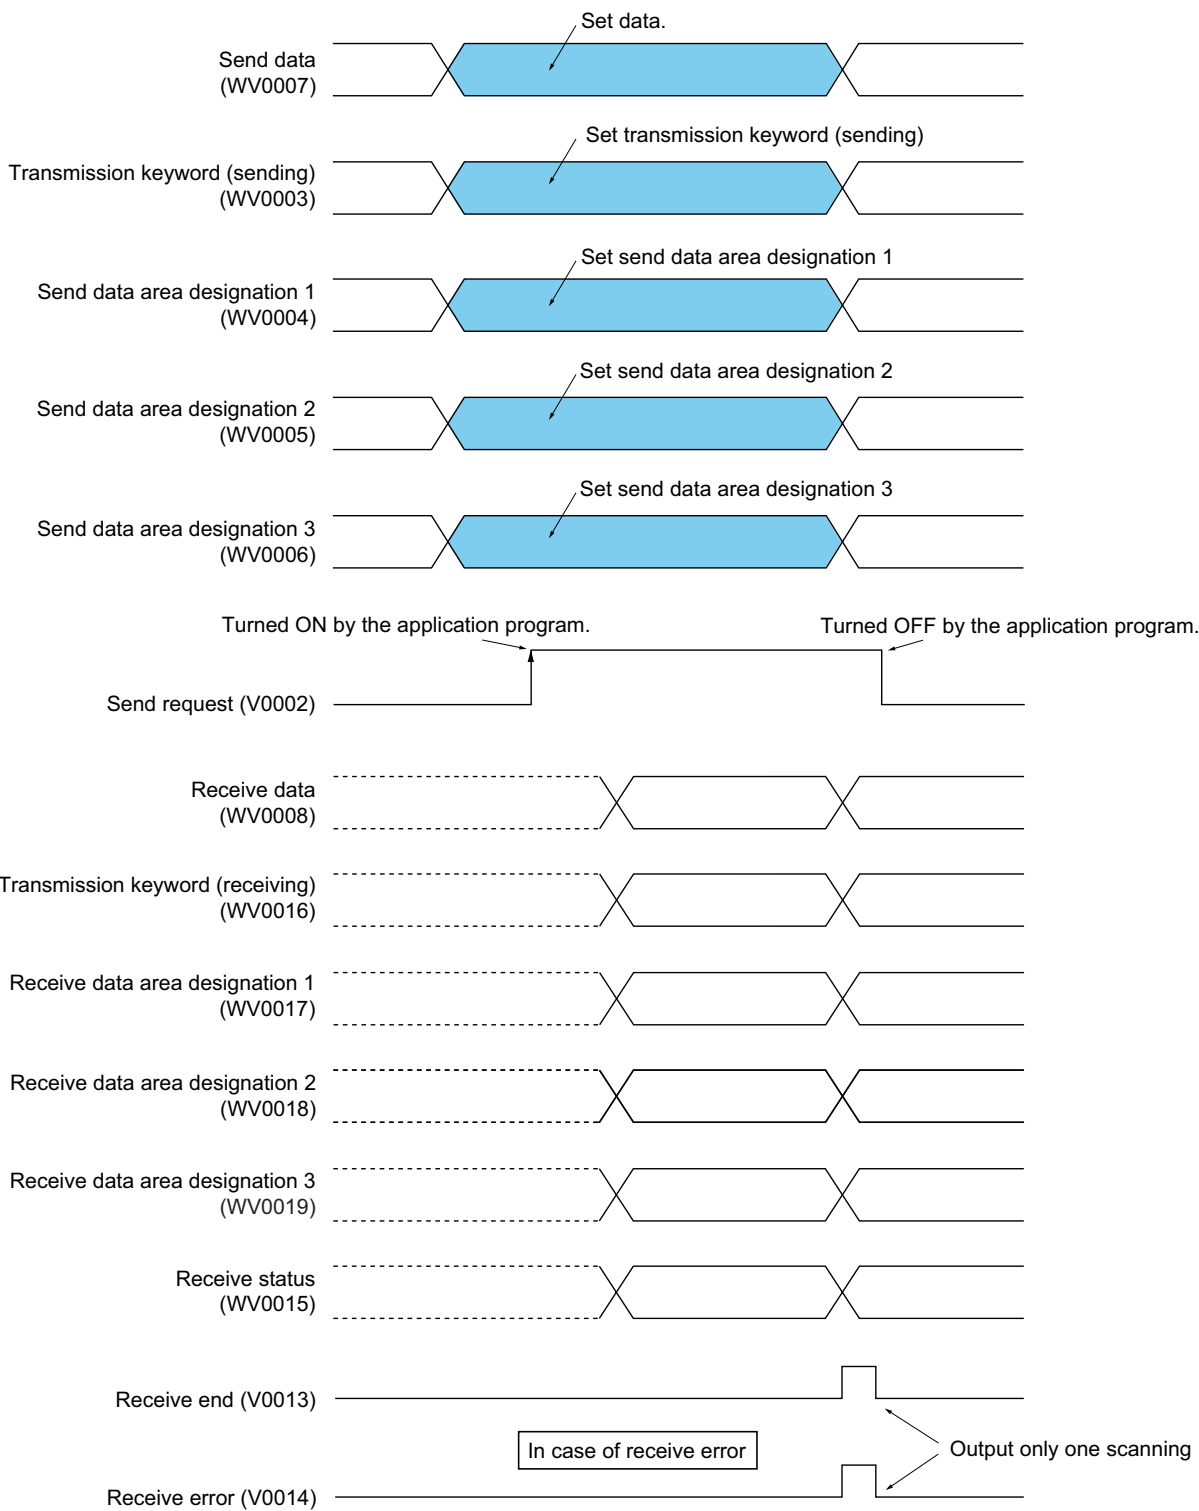 Set data.
Send data
(WV0007)
Set transmission keyword (sending)
Transmission keyword (sending)
(WV0003)
Set send data area designation 1
Send data area designation 1
(WV0004)
Set send data area designation 2
Send data area designation 2
(WV0005)
Set send data area designation 3
Send data area designation 3
(WV0006)
Turned ON by the application program.
Turned OFF by the application program.
Send request (V0002)
Receive data
(WV0008)
Transmission keyword (receiving)
(WV0016)
Receive data area designation 1
(WV0017)
Receive data area designation 2
(WV0018)
Receive data area designation 3
(WV0019)
Receive status
(WV0015)
Receive end (V0013)
In case of receive error
Output only one scanning
Receive error (V0014)